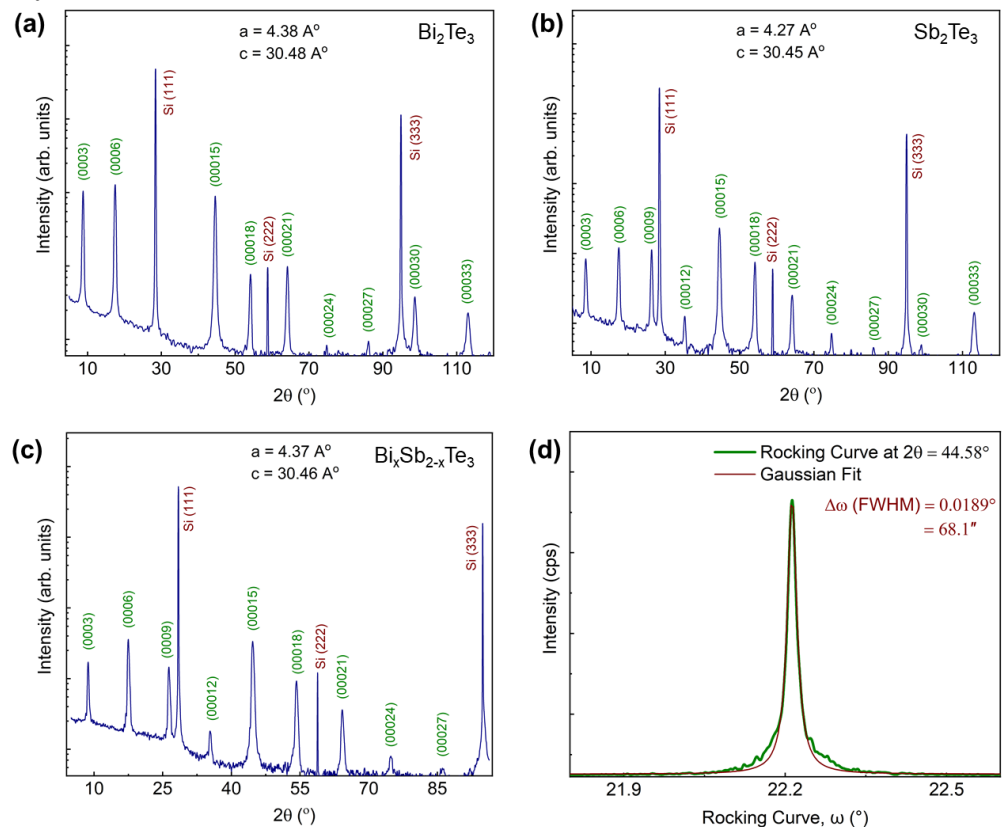 (a)
a = 4.38 Aº
c = 30.48 Aº
Bi₂Te₃
Intensity (arb. units)
(0003)
(0006)
Si (111)
(00015)
(00018)
Si (222)
(00021)
(00024)
(00027)
Si (333)
(00030)
(00033)
10 30 50 70 90 110
2θ (º)
(b)
a = 4.27 Aº
c = 30.45 Aº
Sb₂Te₃
Intensity (arb. units)
(0003)
(0006)
(0009)
Si (111)
(00012)
(00015)
(00018)
Si (222)
(00021)
(00024)
(00027)
Si (333)
(00030)
(00033)
10 30 50 70 90 110
2θ (º)
(c)
a = 4.37 Aº
c = 30.46 Aº
BiₓSb₂₋ₓTe₃
Intensity (arb. units)
(0003)
(0006)
(0009)
Si (111)
(00012)
(00015)
(00018)
Si (222)
(00021)
(00024)
(00027)
Si (333)
10 25 40 55 70 85
2θ (º)
(d)
Rocking Curve at 2θ = 44.58°
Gaussian Fit
Δω (FWHM) = 0.0189°
= 68.1″
Intensity (cps)
21.9 22.2 22.5
Rocking Curve, ω (°)